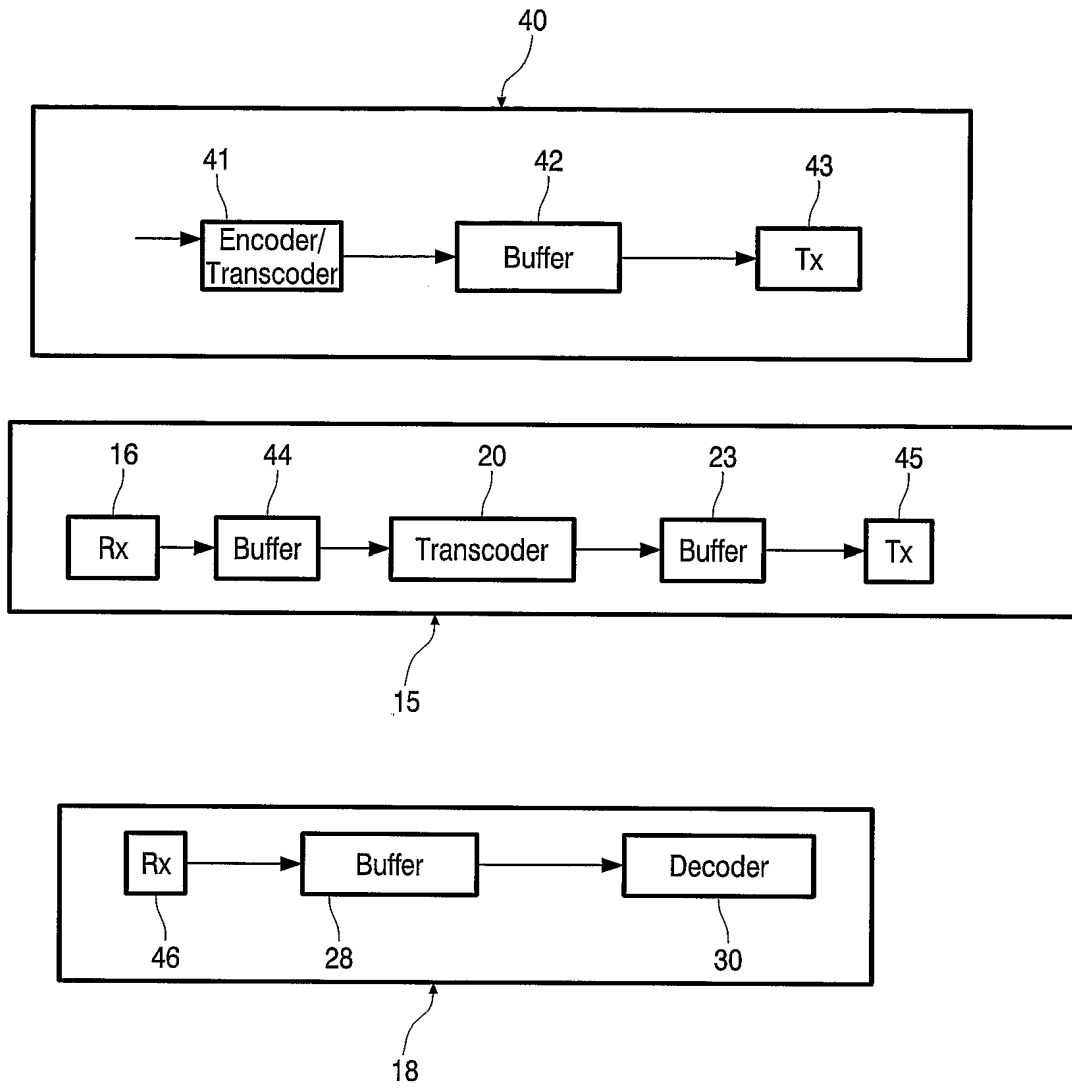 40
41
42
43
Encoder/
Transcoder
Buffer
Tx
16
44
20
23
45
Rx
Buffer
Transcoder
Buffer
Tx
15
Rx
Buffer
Decoder
46
28
30
18